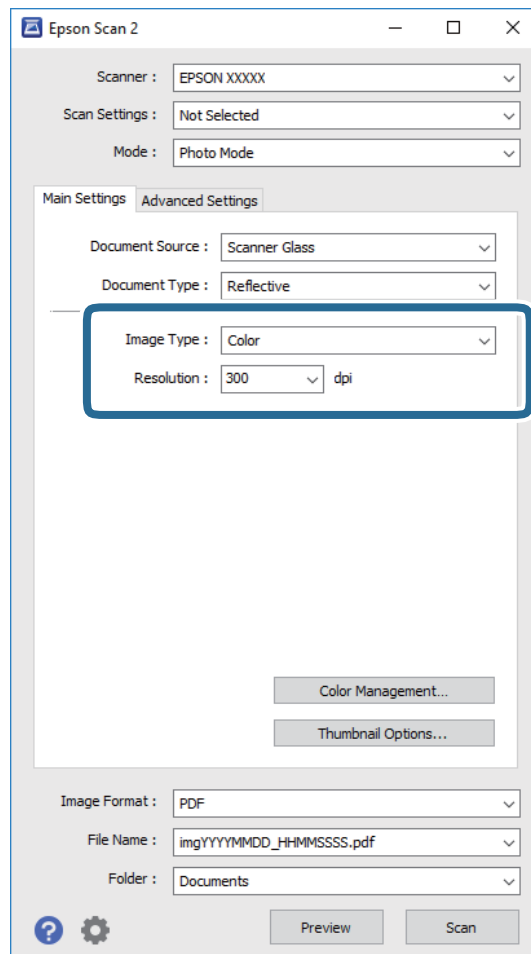 Epson Scan 2
Scanner : EPSON XXXXX
Scan Settings : Not Selected
Mode : Photo Mode
Main Settings Advanced Settings
Document Source : Scanner Glass
Document Type : Reflective
Image Type : Color
Resolution : 300 dpi
Color Management...
Thumbnail Options...
Image Format : PDF
File Name : imgYYYYMMDD_HHMMSSSS.pdf
Folder : Documents
? Preview Scan